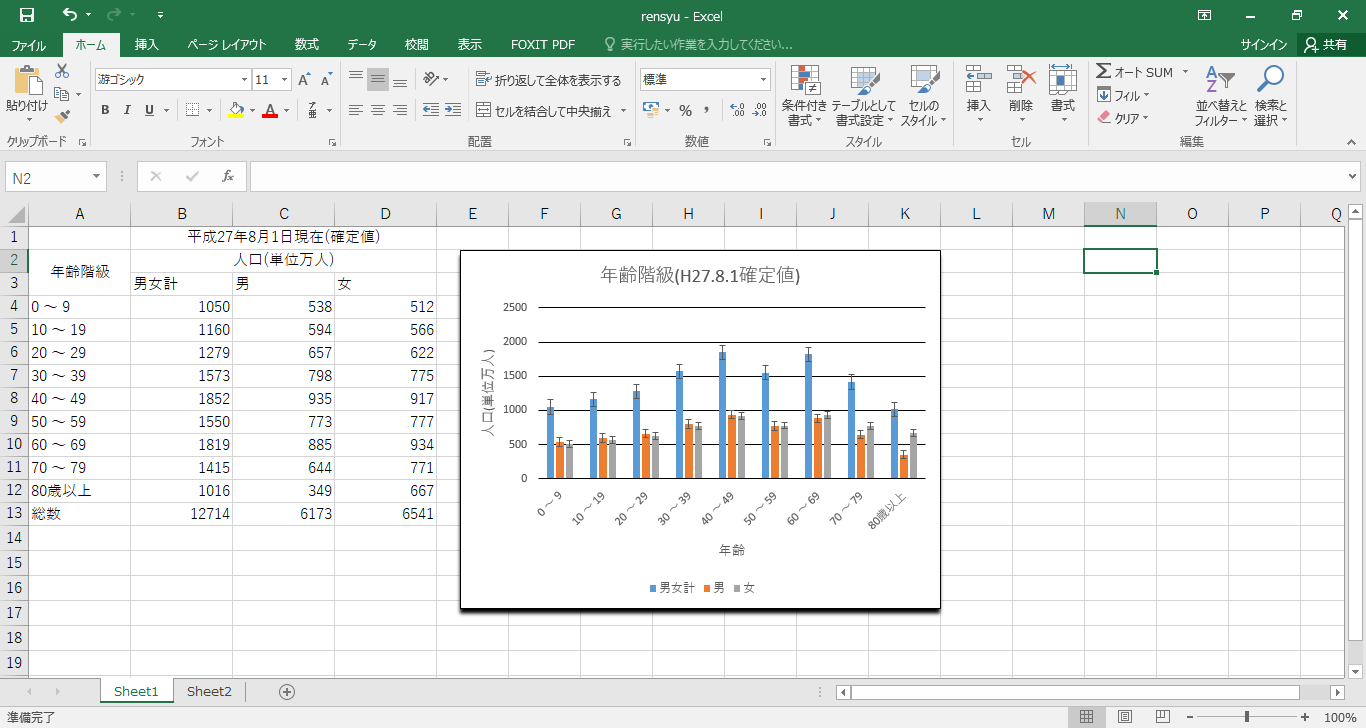 rensyu - Excel
ファイル ホーム 挿入 ページ レイアウト 数式 データ 校閲 表示 FOXIT PDF 実行したい作業を入力してください... サインイン 共有
貼り付け
クリップボード
游ゴシック 11
B I U A
フォント
折り返して全体を表示する
セルを結合して中央揃え
配置
標準
% ,
数値
条件付き書式 テーブルとして書式設定 セルのスタイル
スタイル
挿入 削除 書式
セル
Σ オート SUM
フィル
クリア
並べ替えとフィルター 検索と選択
編集
N2 fx
A B C D E F G H I J K L M N O P Q
1 平成27年8月1日現在(確定値)
2 年齢階級 人口(単位万人)
3 男女計 男 女
4 0 ～ 9 1050 538 512
5 10 ～ 19 1160 594 566
6 20 ～ 29 1279 657 622
7 30 ～ 39 1573 798 775
8 40 ～ 49 1852 935 917
9 50 ～ 59 1550 773 777
10 60 ～ 69 1819 885 934
11 70 ～ 79 1415 644 771
12 80歳以上 1016 349 667
13 総数 12714 6173 6541
14
15
16
17
18
19
年齢階級(H27.8.1確定値)
人口(単位万人)
2500
2000
1500
1000
500
0
0 ～ 9 10 ～ 19 20 ～ 29 30 ～ 39 40 ～ 49 50 ～ 59 60 ～ 69 70 ～ 79 80歳以上
年齢
男女計 男 女
Sheet1 Sheet2
準備完了 100%